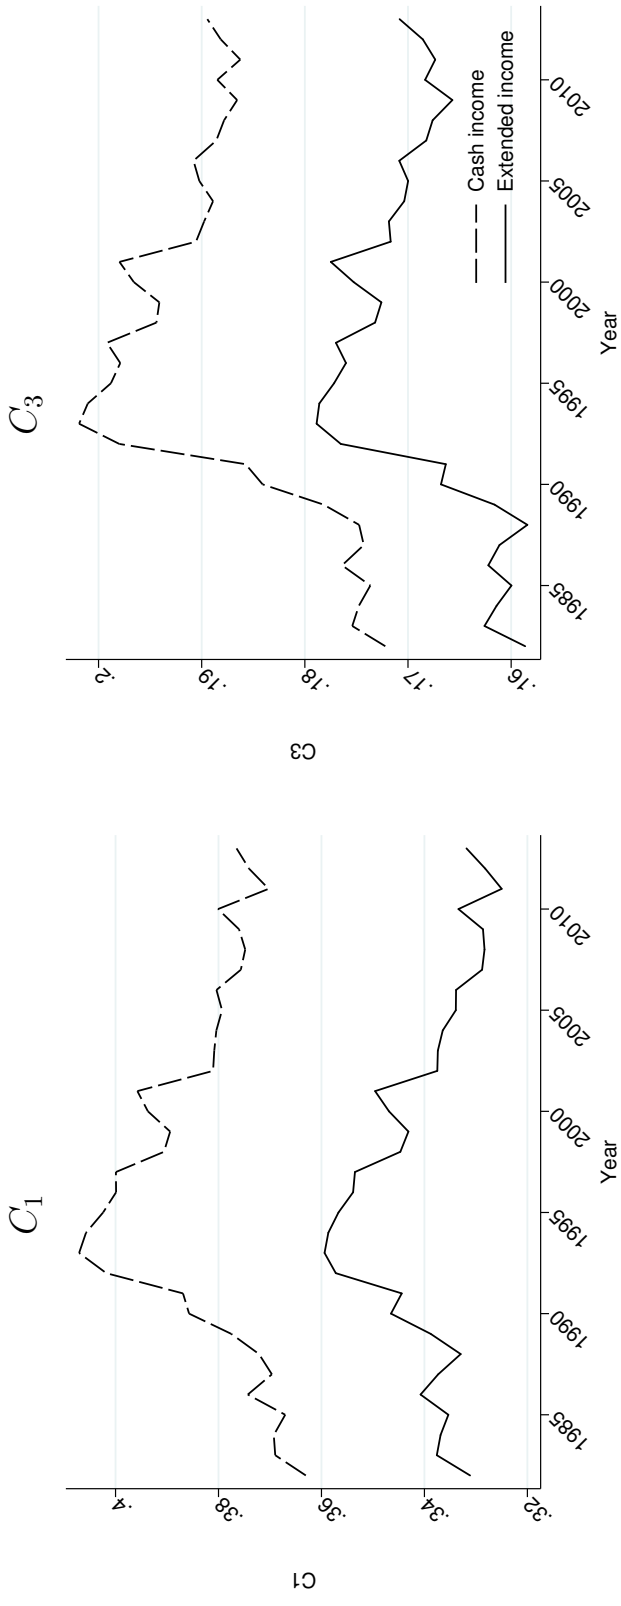 C₁
C1
.4
.38
.36
.34
.32
1985
1990
1995
2000
2005
2010
Year
C₃
C3
.2
.19
.18
.17
.16
1985
1990
1995
2000
2005
2010
Year
Cash income
Extended income